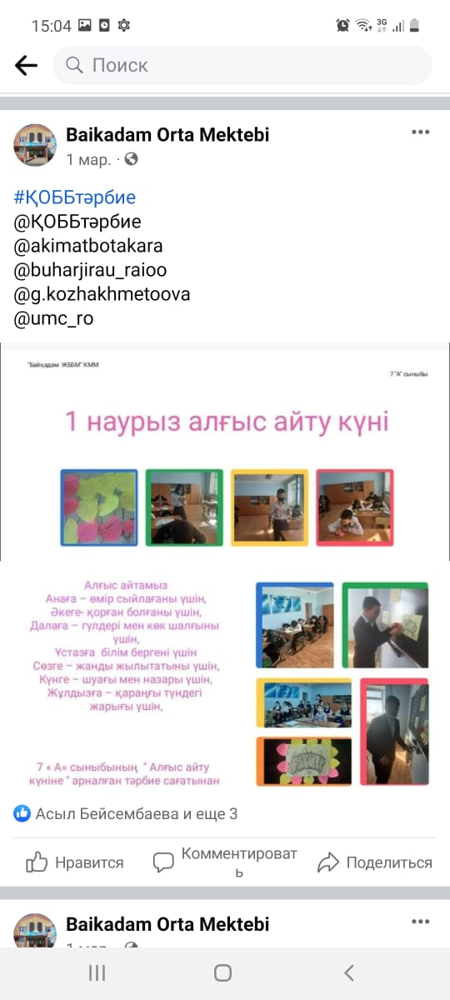 15:04
3G
Поиск
Baikadam Orta Mektebi
1 мар. ·
#ҚОББтәрбие
@ҚОББтәрбие
@akimatbotakara
@buharjirau_raioo
@g.kozhakhmetoova
@umc_ro
"Байқадам ЖББМ" КММ
7 "А" сыныбы
1 наурыз алғыс айту күні
Алғыс айтамыз
Анаға – өмір сыйлағаны үшін,
Әкеге- қорған болғаны үшін,
Далаға – гүлдері мен көк шалғыны
үшін,
Ұстазға білім бергені үшін
Сөзге – жанды жылытатыны үшін,
Күнге – шуағы мен назары үшін,
Жұлдызға – қараңғы түндегі
жарығы үшін,
7 « А» сыныбының " Алғыс айту
күніне " арналған тәрбие сағатынан
Асыл Бейсембаева и еще 3
Нравится
Комментироват
ь
Поделиться
Baikadam Orta Mektebi
1 мар. ·